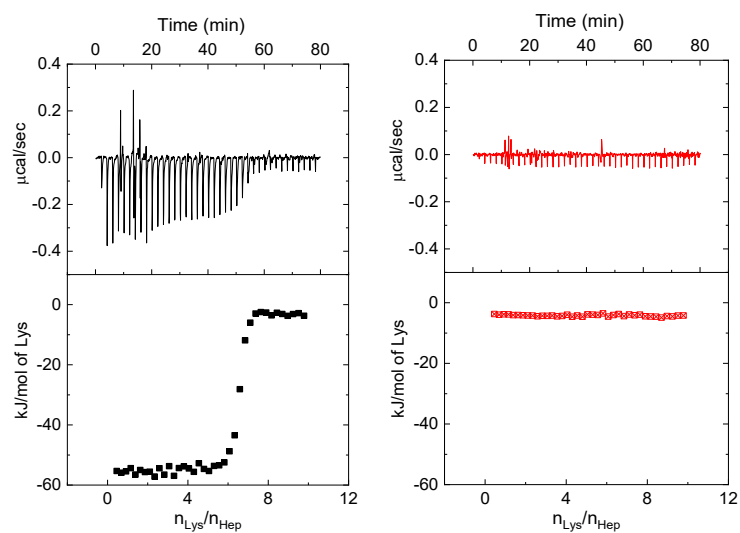 Time (min)
0 20 40 60 80
0.4
0.2
0.0
-0.2
-0.4
μcal/sec
0
-20
-40
-60
kJ/mol of Lys
0 4 8 12
nLys/nHep
Time (min)
0 20 40 60 80
0.4
0.2
0.0
-0.2
-0.4
μcal/sec
0
-20
-40
-60
kJ/mol of Lys
0 4 8 12
nLys/nHep